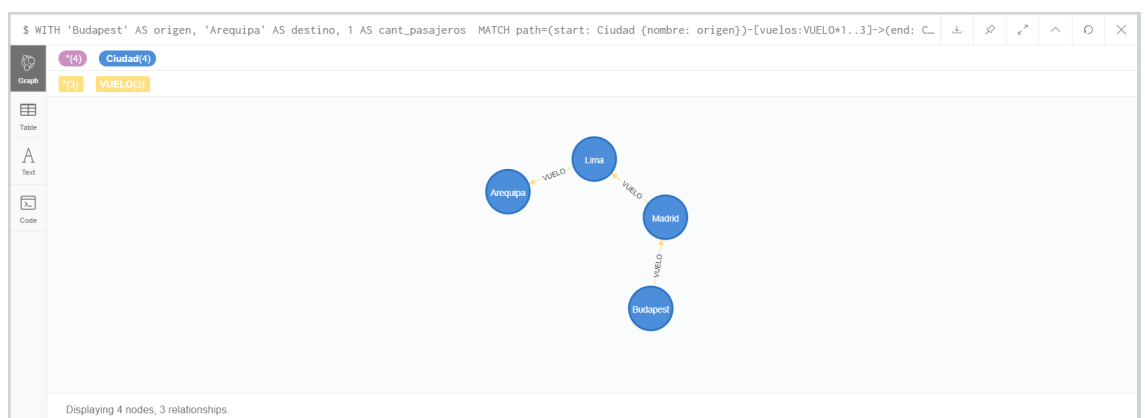 $ WITH 'Budapest' AS origen, 'Arequipa' AS destino, 1 AS cant_pasajeros  MATCH path=(start: Ciudad {nombre: origen})-[vuelos:VUELO*1..3]->(end: C…
*(4) Ciudad(4)
Graph
*(3) VUELO(3)
Table
A
Text
Code
Lima
VUELO
Arequipa
VUELO
Madrid
VUELO
Budapest
Displaying 4 nodes, 3 relationships.